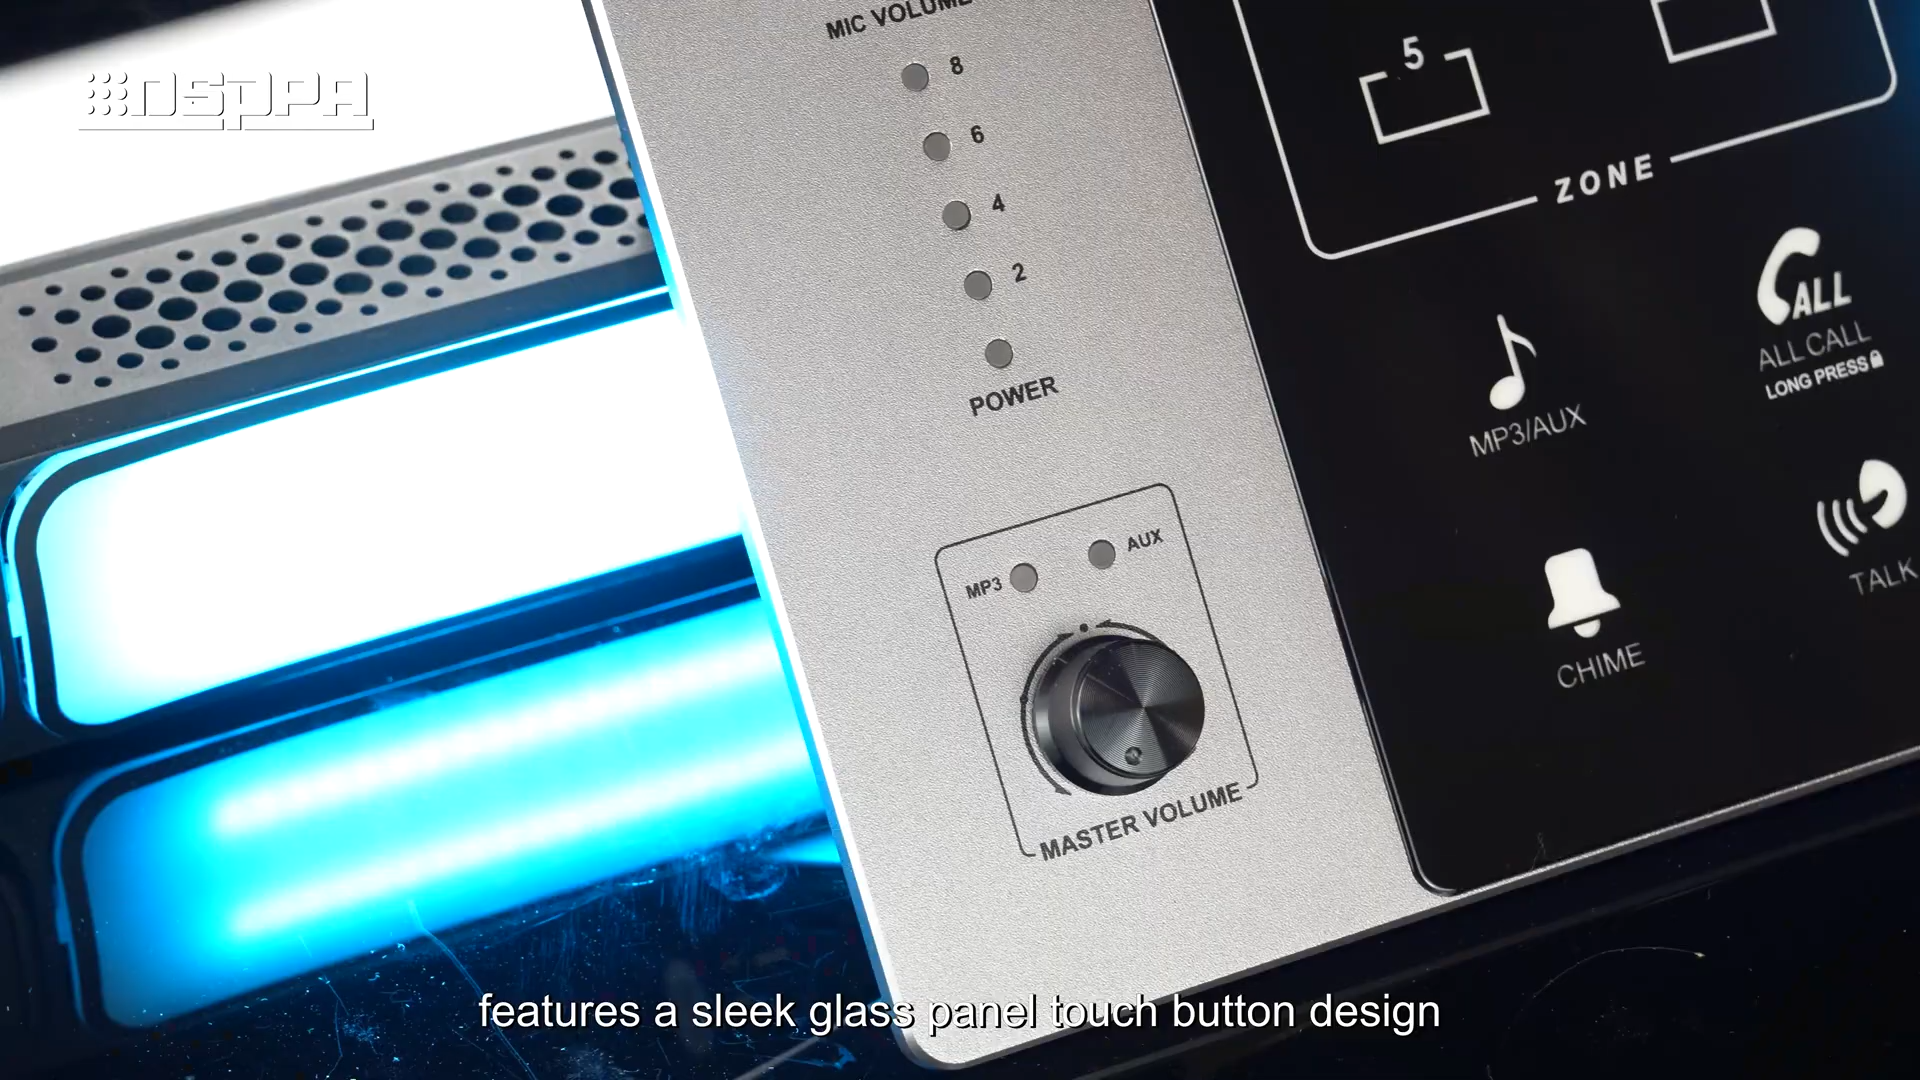 DSPPA
MIC VOLUME
8
6
4
2
POWER
MP3
AUX
MASTER VOLUME
5
ZONE
MP3/AUX
CALL
ALL CALL
LONG PRESS
CHIME
TALK
features a sleek glass panel touch button design